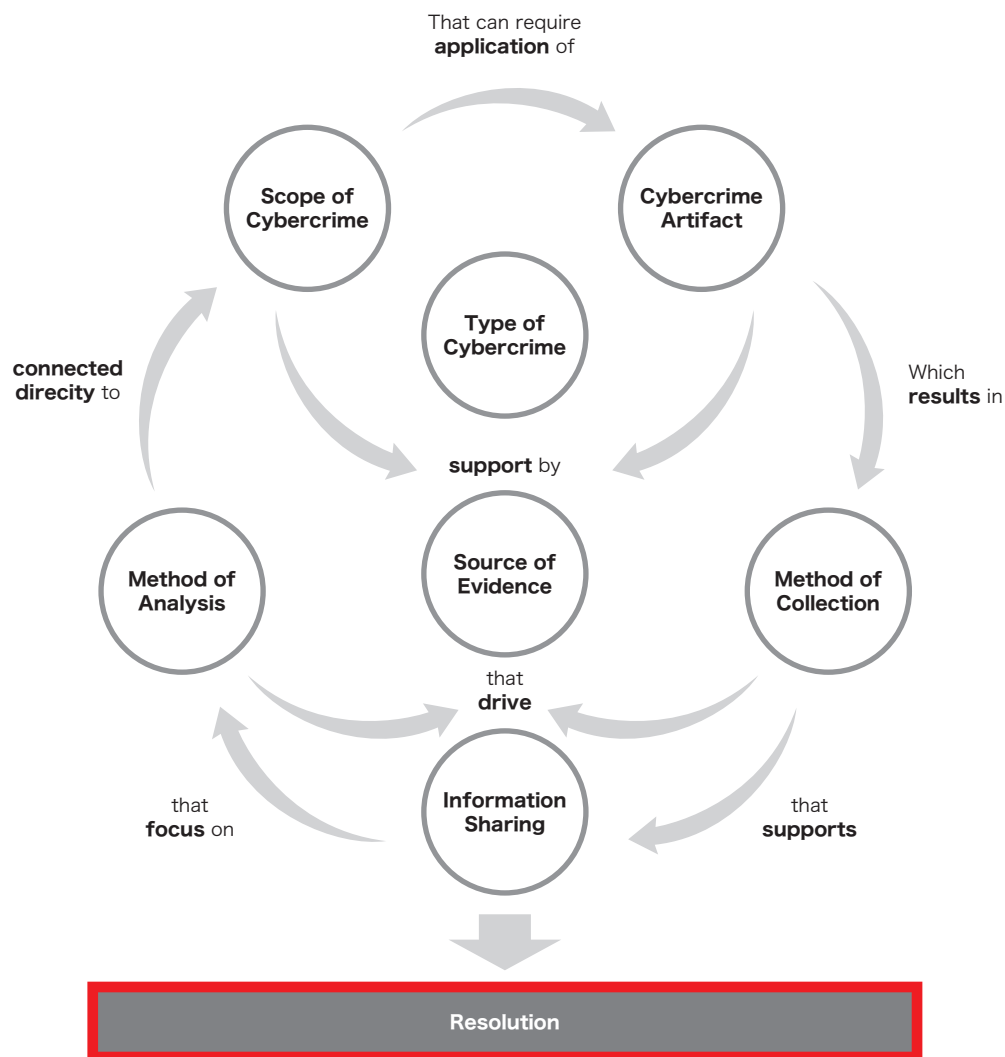 That can require
application of
Scope of
Cybercrime
Cybercrime
Artifact
Type of
Cybercrime
connected
direcity to
Which
results in
support by
Method of
Analysis
Source of
Evidence
Method of
Collection
that
drive
that
focus on
Information
Sharing
that
supports
Resolution